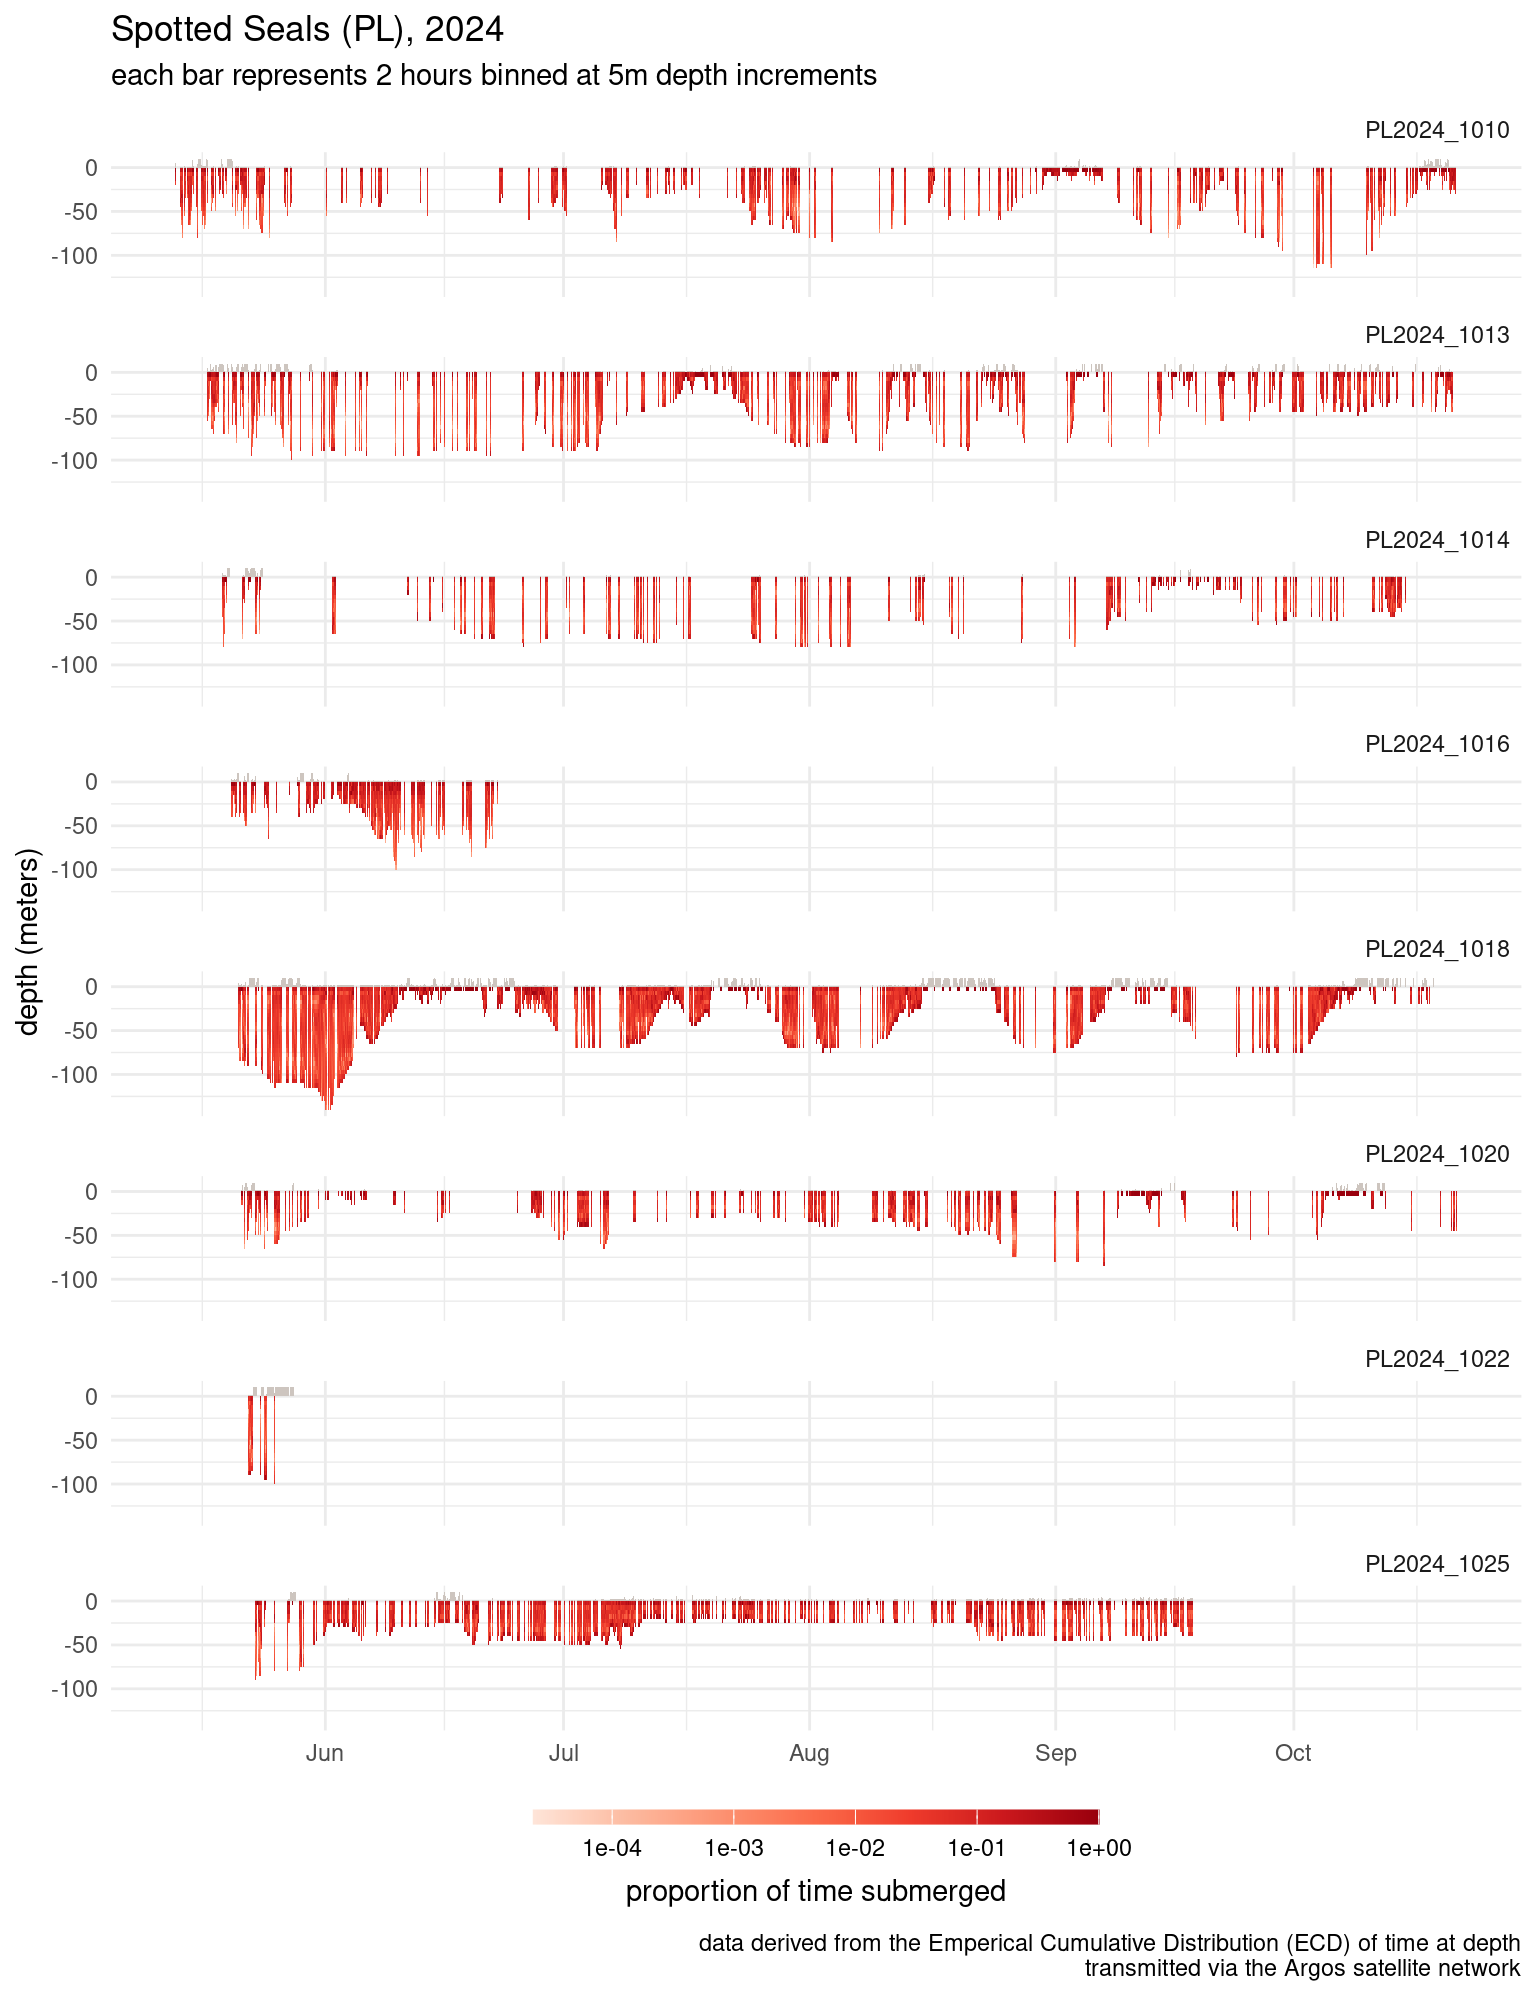 Spotted Seals (PL), 2024
each bar represents 2 hours binned at 5m depth increments
PL2024_1010
0
-50
-100
PL2024_1013
0
-50
-100
PL2024_1014
0
-50
-100
PL2024_1016
0
-50
-100
PL2024_1018
0
-50
-100
PL2024_1020
0
-50
-100
PL2024_1022
0
-50
-100
PL2024_1025
0
-50
-100
depth (meters)
Jun Jul Aug Sep Oct
1e-04 1e-03 1e-02 1e-01 1e+00
proportion of time submerged
data derived from the Emperical Cumulative Distribution (ECD) of time at depth
transmitted via the Argos satellite network